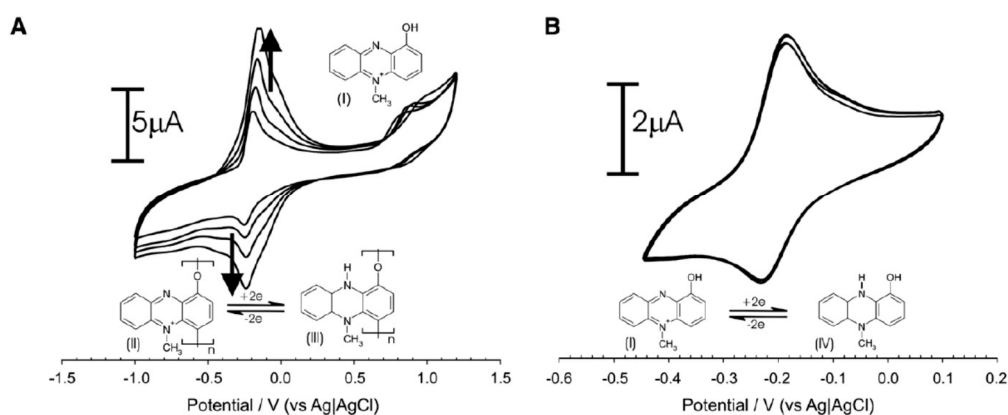 A
5μA
OH
N
N+
CH3
(I)
O
N
N+
CH3
(II)
n
+2e
-2e
H
N
O
N
CH3
(III)
n
-1.5 -1.0 -0.5 0.0 0.5 1.0 1.5
Potential / V (vs Ag|AgCl)
B
2μA
OH
N
N+
CH3
(I)
+2e
-2e
H
N
OH
N
CH3
(IV)
-0.6 -0.5 -0.4 -0.3 -0.2 -0.1 0.0 0.1 0.2
Potential / V (vs Ag|AgCl)